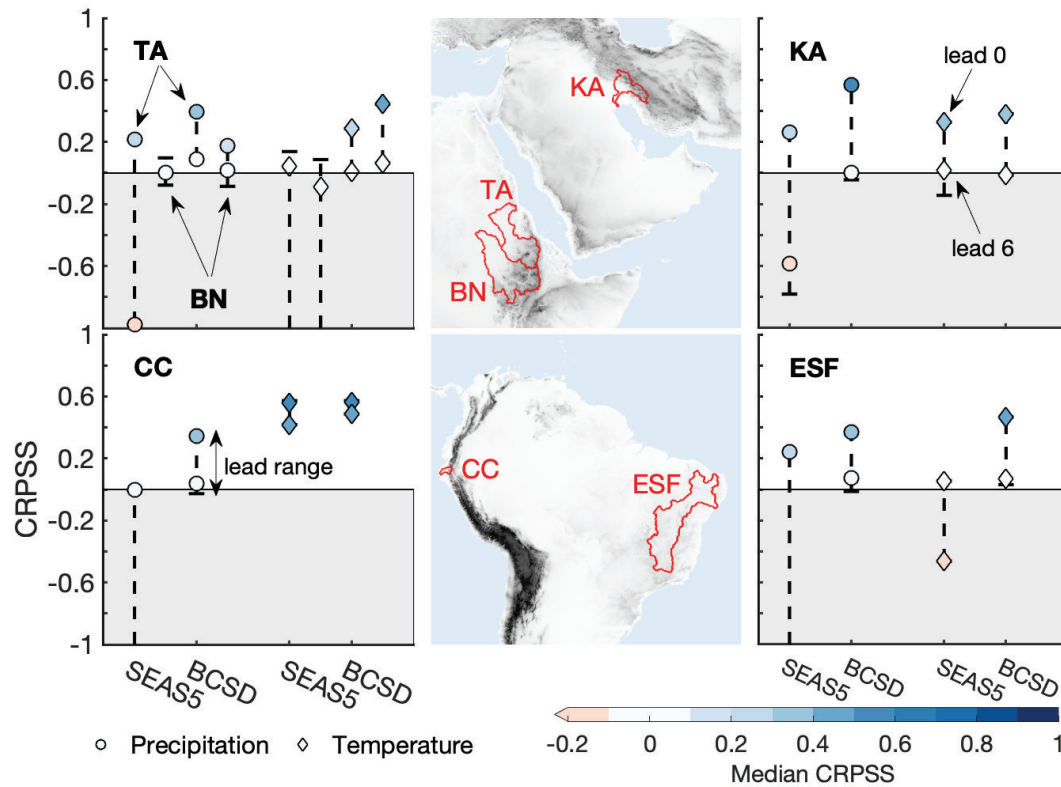 1
0.6
0.2
-0.2
-0.6
1
0.6
0.2
-0.2
-0.6
-1
CRPSS
TA
BN
KA
TA
BN
KA
lead 0
lead 6
CC
lead range
CC
ESF
ESF
SEAS5
BCSD
SEAS5
BCSD
SEAS5
BCSD
SEAS5
BCSD
Precipitation
Temperature
-0.2 0 0.2 0.4 0.6 0.8 1
Median CRPSS